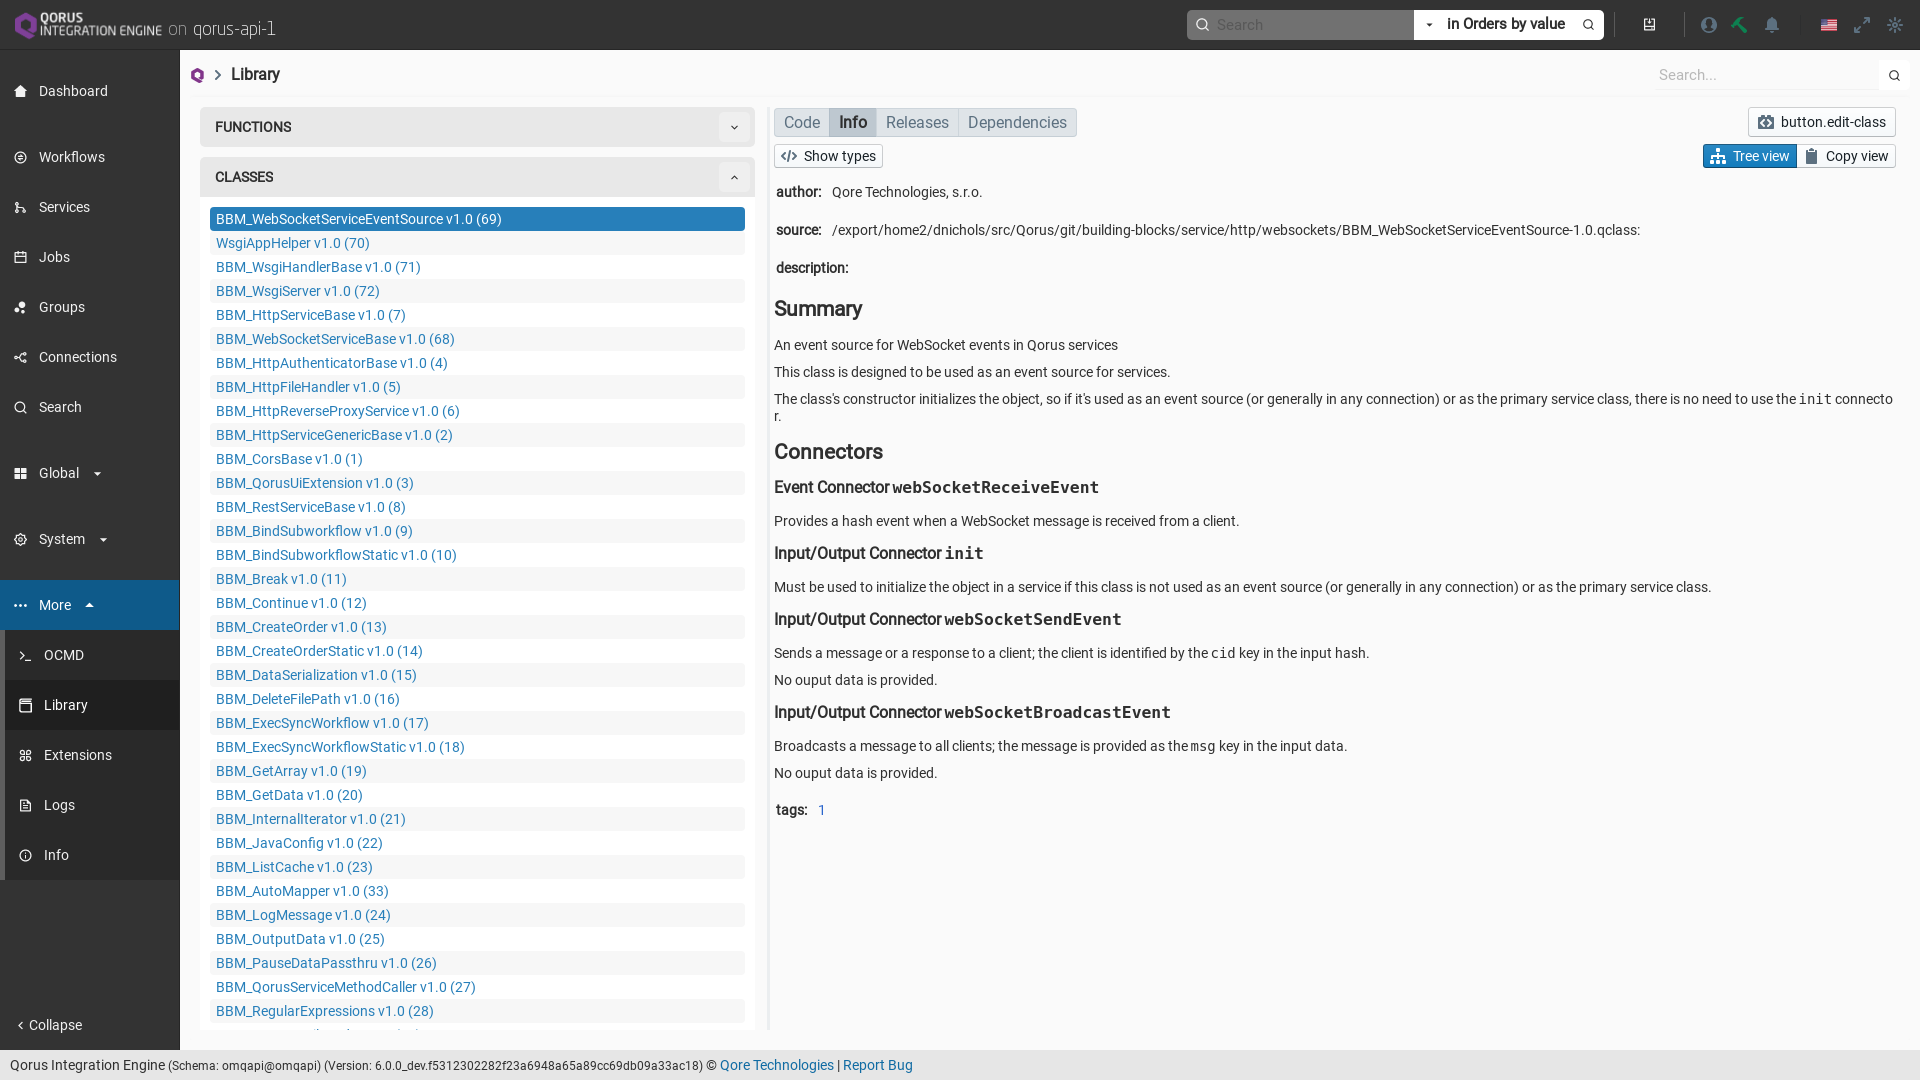 QORUS INTEGRATION ENGINE on qorus-api-1
Search
in Orders by value
Dashboard
Workflows
Services
Jobs
Groups
Connections
Search
Global
System
More
OCMD
Library
Extensions
Logs
Info
Collapse
Library
Search...
FUNCTIONS
CLASSES
BBM_WebSocketServiceEventSource v1.0 (69)
WsgiAppHelper v1.0 (70)
BBM_WsgiHandlerBase v1.0 (71)
BBM_WsgiServer v1.0 (72)
BBM_HttpServiceBase v1.0 (7)
BBM_WebSocketServiceBase v1.0 (68)
BBM_HttpAuthenticatorBase v1.0 (4)
BBM_HttpFileHandler v1.0 (5)
BBM_HttpReverseProxyService v1.0 (6)
BBM_HttpServiceGenericBase v1.0 (2)
BBM_CorsBase v1.0 (1)
BBM_QorusUiExtension v1.0 (3)
BBM_RestServiceBase v1.0 (8)
BBM_BindSubworkflow v1.0 (9)
BBM_BindSubworkflowStatic v1.0 (10)
BBM_Break v1.0 (11)
BBM_Continue v1.0 (12)
BBM_CreateOrder v1.0 (13)
BBM_CreateOrderStatic v1.0 (14)
BBM_DataSerialization v1.0 (15)
BBM_DeleteFilePath v1.0 (16)
BBM_ExecSyncWorkflow v1.0 (17)
BBM_ExecSyncWorkflowStatic v1.0 (18)
BBM_GetArray v1.0 (19)
BBM_GetData v1.0 (20)
BBM_InternalIterator v1.0 (21)
BBM_JavaConfig v1.0 (22)
BBM_ListCache v1.0 (23)
BBM_AutoMapper v1.0 (33)
BBM_LogMessage v1.0 (24)
BBM_OutputData v1.0 (25)
BBM_PauseDataPassthru v1.0 (26)
BBM_QorusServiceMethodCaller v1.0 (27)
BBM_RegularExpressions v1.0 (28)
Code Info Releases Dependencies
button.edit-class
Show types
Tree view Copy view
author: Qore Technologies, s.r.o.
source: /export/home2/dnichols/src/Qorus/git/building-blocks/service/http/websockets/BBM_WebSocketServiceEventSource-1.0.qclass:
description:
Summary
An event source for WebSocket events in Qorus services
This class is designed to be used as an event source for services.
The class's constructor initializes the object, so if it's used as an event source (or generally in any connection) or as the primary service class, there is no need to use the init connecto
r.
Connectors
Event Connector webSocketReceiveEvent
Provides a hash event when a WebSocket message is received from a client.
Input/Output Connector init
Must be used to initialize the object in a service if this class is not used as an event source (or generally in any connection) or as the primary service class.
Input/Output Connector webSocketSendEvent
Sends a message or a response to a client; the client is identified by the cid key in the input hash.
No ouput data is provided.
Input/Output Connector webSocketBroadcastEvent
Broadcasts a message to all clients; the message is provided as the msg key in the input data.
No ouput data is provided.
tags: 1
Qorus Integration Engine (Schema: omqapi@omqapi) (Version: 6.0.0_dev.f5312302282f23a6948a65a89cc69db09a33ac18) © Qore Technologies | Report Bug